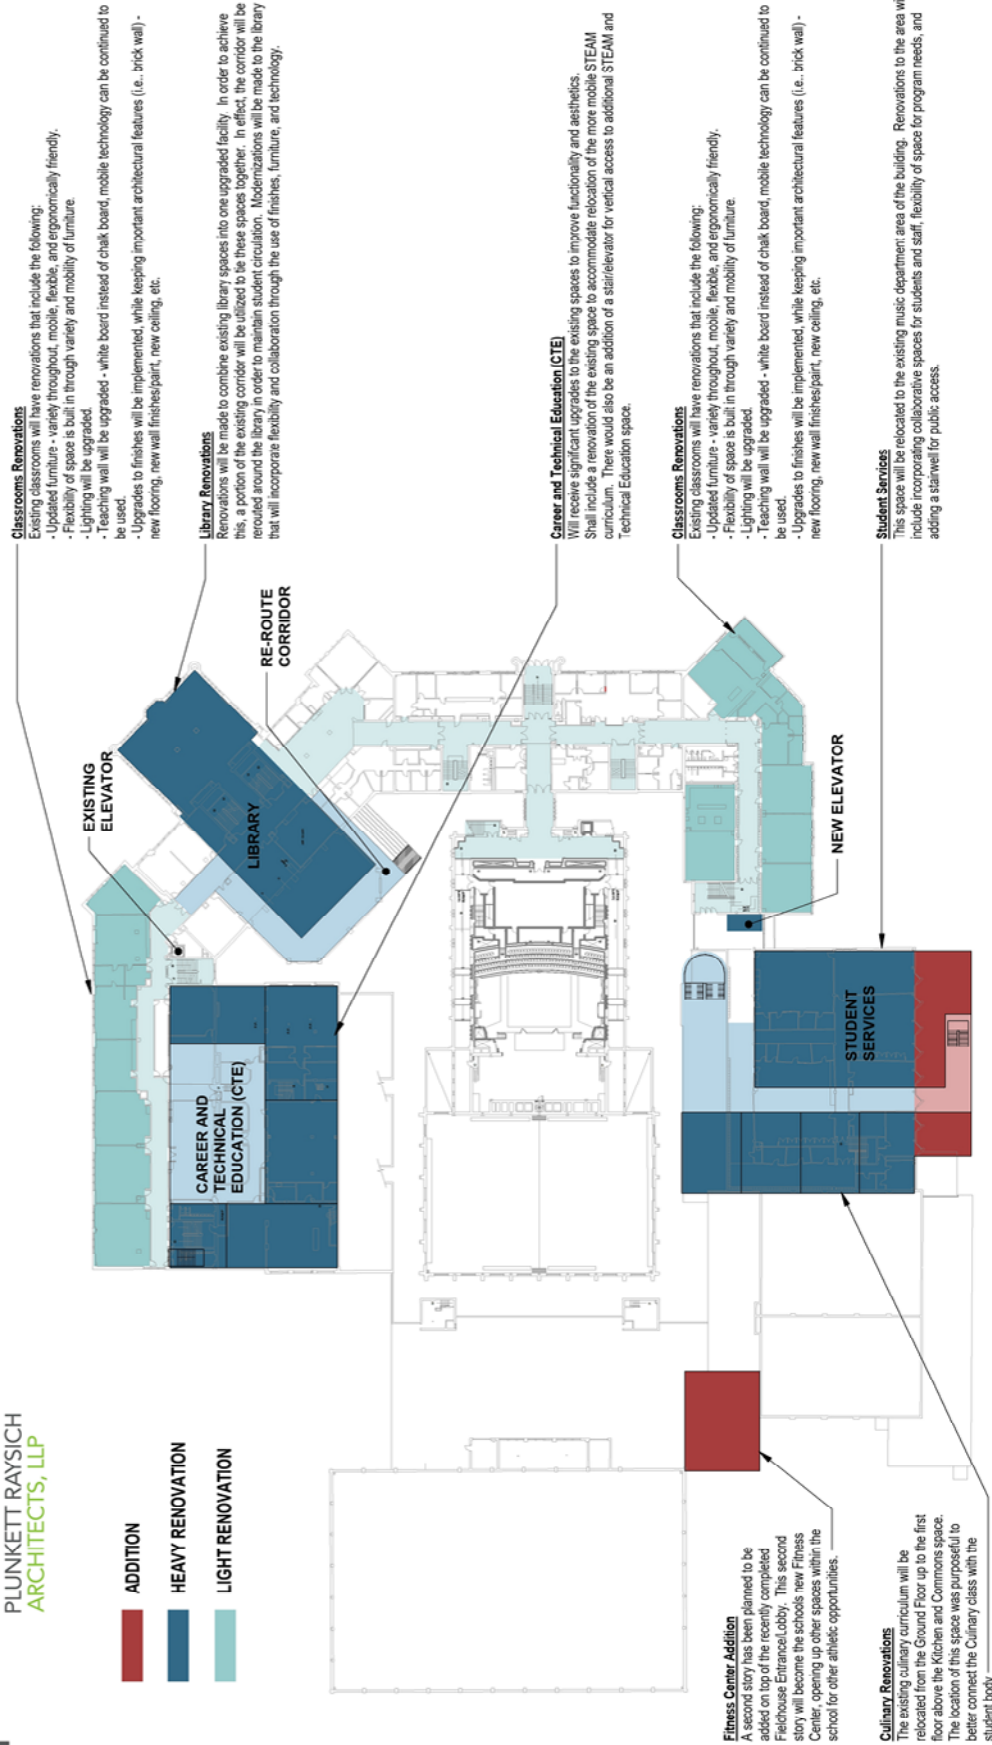 PLUNKETT RAYSICH
ARCHITECTS, LLP
ADDITION
HEAVY RENOVATION
LIGHT RENOVATION
Classrooms Renovations
Existing classrooms will have renovations that include the following:
- Updated furniture - variety throughout, mobile, flexible, and ergonomically friendly.
- Flexibility of space is built in through variety and mobility of furniture.
- Lighting will be upgraded.
- Teaching wall will be upgraded - white board instead of chalk board, mobile technology can be continued to
be used.
- Upgrades to finishes will be implemented, while keeping important architectural features (i.e.. brick wall) -
new flooring, new wall finishes/paint, new ceiling, etc.
Library Renovations
Renovations will be made to combine existing library spaces into one upgraded facility. In order to achieve
this, a portion of the existing corridor will be utilized to tie these spaces together. In effect, the corridor will be
rerouted around the library in order to maintain student circulation. Modernizations will be made to the library
that will incorporate flexibility and collaboration through the use of finishes, furniture, and technology.
Career and Technical Education (CTE)
Will receive significant upgrades to the existing spaces to improve functionality and aesthetics.
Shall include a renovation of the existing space to accommodate relocation of the more mobile STEAM
curriculum. There would also be an addition of a stair/elevator for vertical access to additional STEAM and
Technical Education space.
Classrooms Renovations
Existing classrooms will have renovations that include the following:
- Updated furniture - variety throughout, mobile, flexible, and ergonomically friendly.
- Flexibility of space is built in through variety and mobility of furniture.
- Lighting will be upgraded.
- Teaching wall will be upgraded - white board instead of chalk board, mobile technology can be continued to
be used.
- Upgrades to finishes will be implemented, while keeping important architectural features (i.e.. brick wall) -
new flooring, new wall finishes/paint, new ceiling, etc.
Student Services
This space will be relocated to the existing music department area of the building. Renovations to the area wi
include incorporating collaborative spaces for students and staff, flexibility of space for program needs, and
adding a stairwell for public access.
EXISTING
ELEVATOR
RE-ROUTE
CORRIDOR
LIBRARY
CAREER AND
TECHNICAL
EDUCATION (CTE)
NEW ELEVATOR
STUDENT
SERVICES
Fitness Center Addition
A second story has been planned to be
added on top of the recently completed
Fieldhouse Entrance/Lobby. This second
story will become the schools new Fitness
Center, opening up other spaces within the
school for other athletic opportunities.
Culinary Renovations
The existing culinary curriculum will be
relocated from the Ground Floor up to the first
floor above the Kitchen and Commons space.
The location of this space was purposeful to
better connect the Culinary class with the
student body.